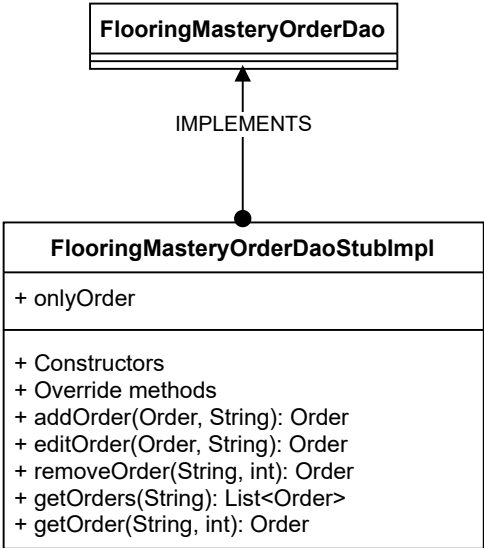 FlooringMasteryOrderDao
IMPLEMENTS
FlooringMasteryOrderDaoStubImpl
+ onlyOrder
+ Constructors
+ Override methods
+ addOrder(Order, String): Order
+ editOrder(Order, String): Order
+ removeOrder(String, int): Order
+ getOrders(String): List<Order>
+ getOrder(String, int): Order